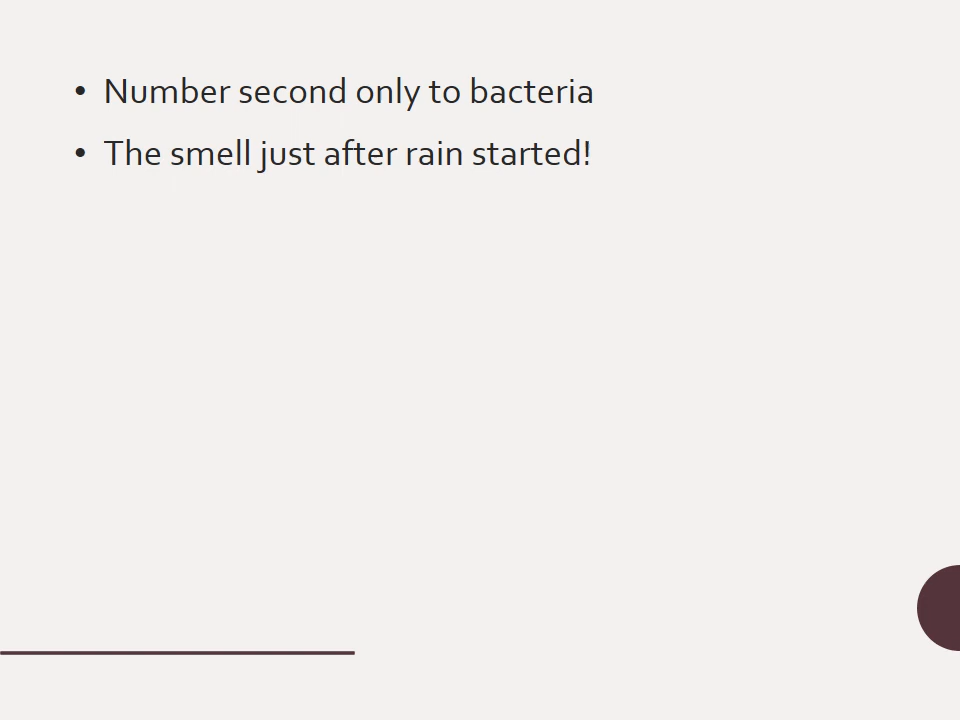 • Number second only to bacteria
• The smell just after rain started!